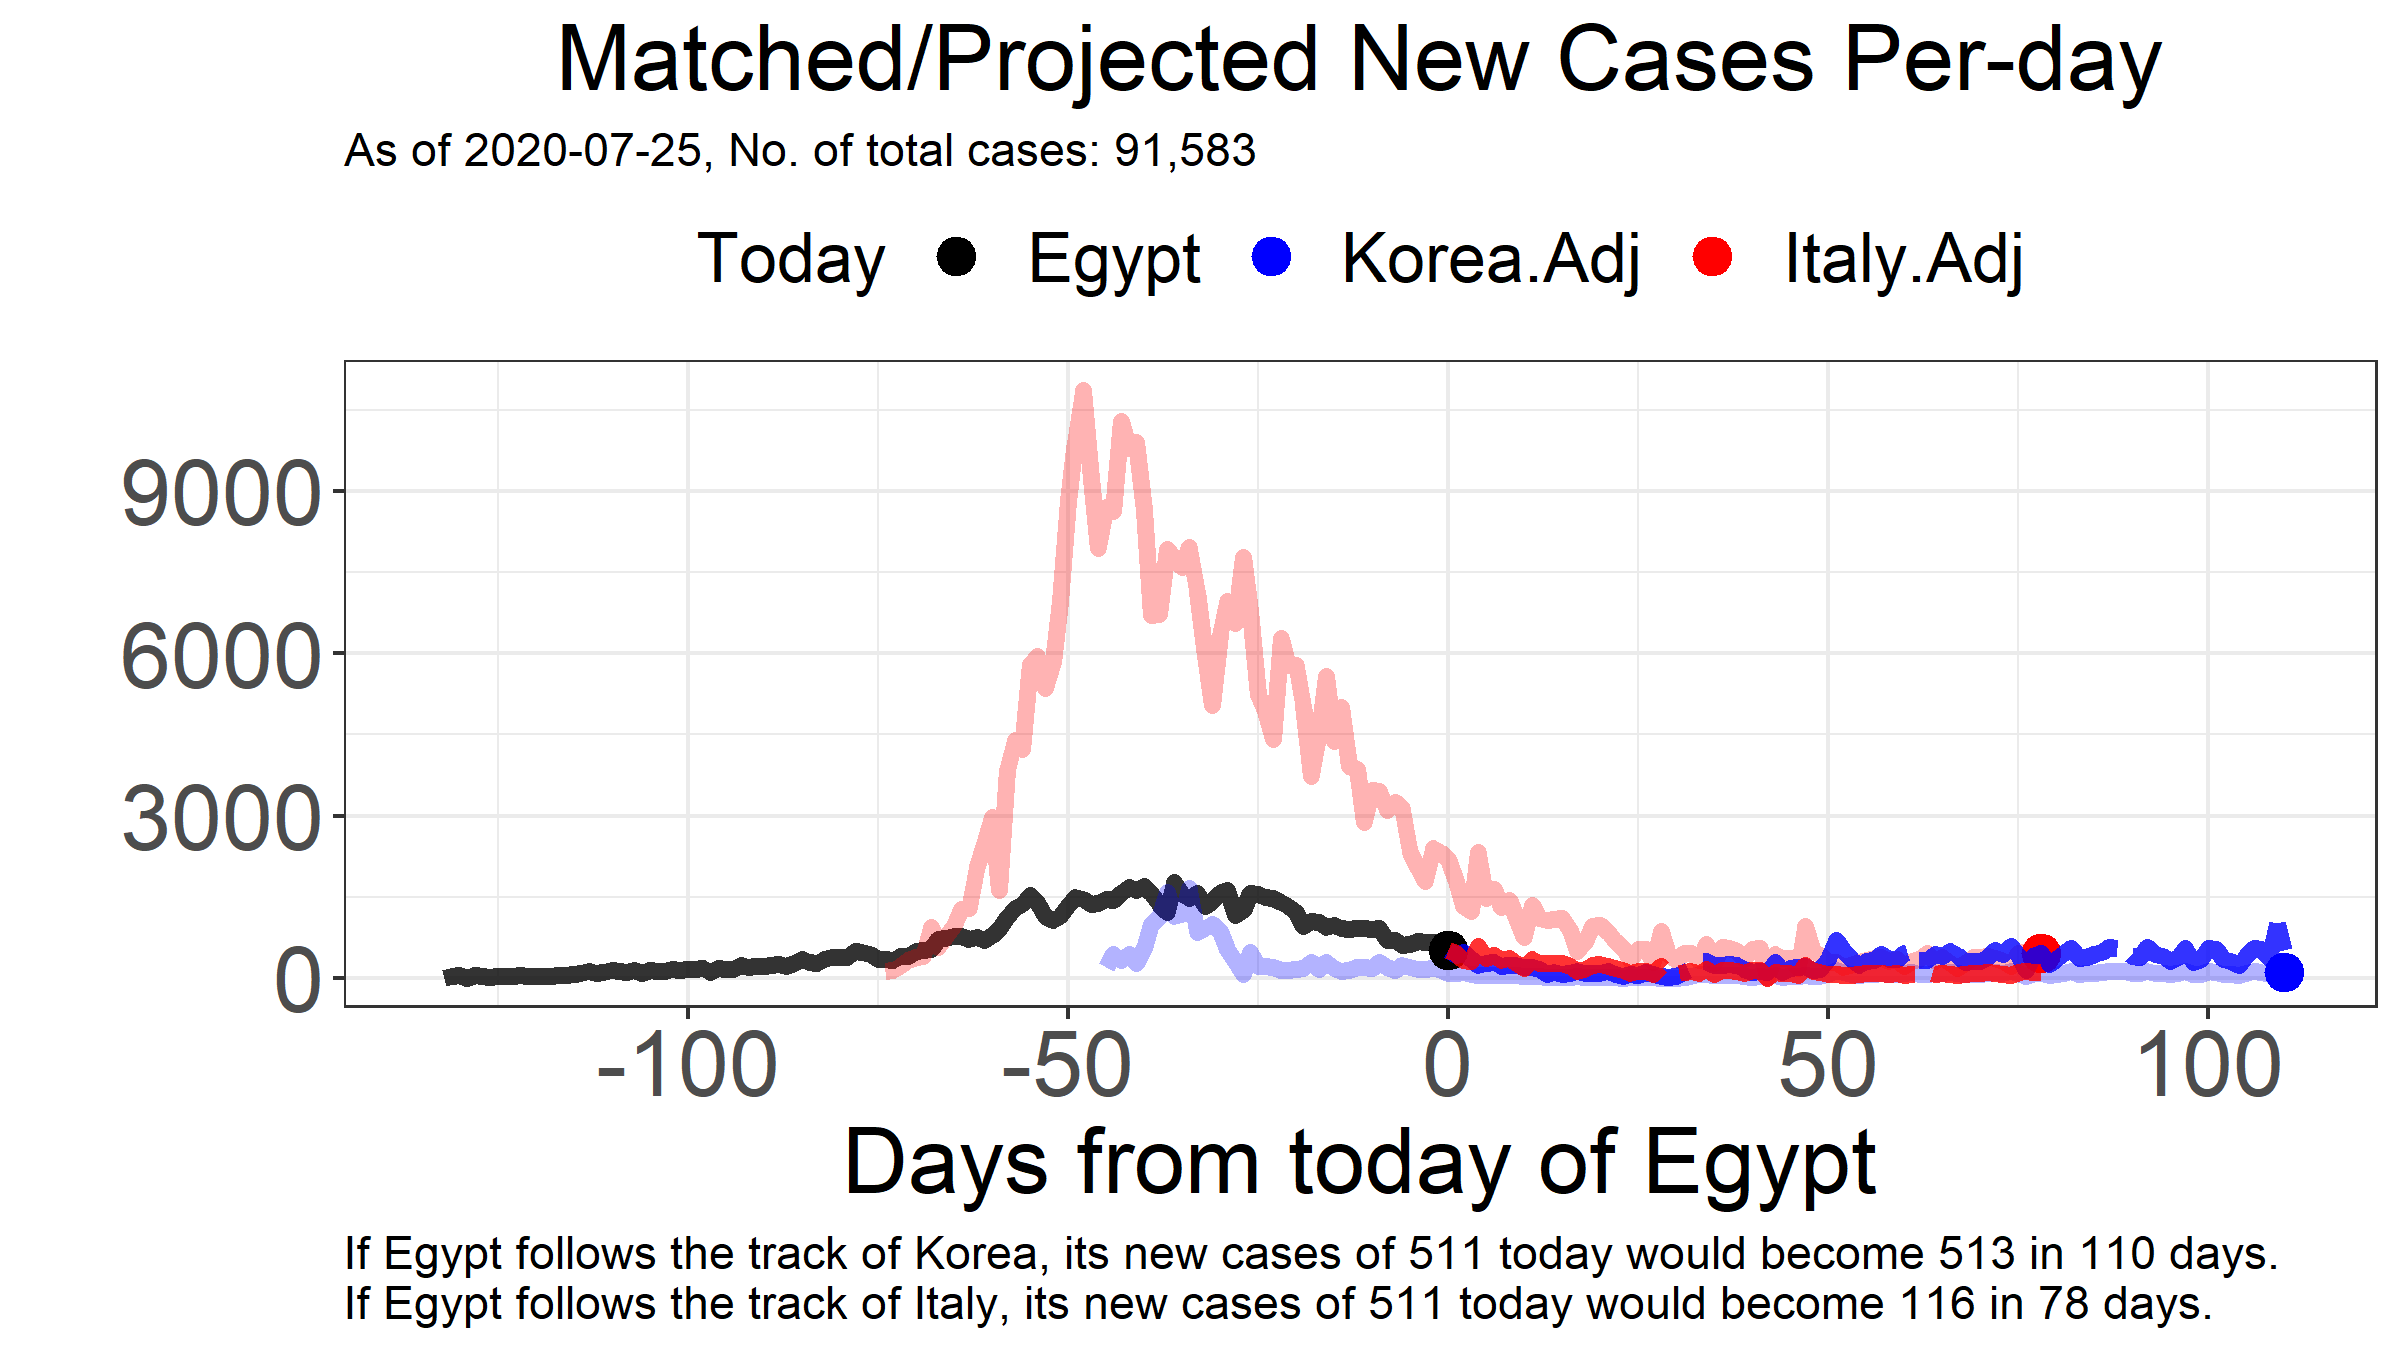 Matched/Projected New Cases Per-day
As of 2020-07-25, No. of total cases: 91,583
Today Egypt Korea.Adj Italy.Adj
9000
6000
3000
0
-100 -50 0 50 100
Days from today of Egypt
If Egypt follows the track of Korea, its new cases of 511 today would become 513 in 110 days.
If Egypt follows the track of Italy, its new cases of 511 today would become 116 in 78 days.